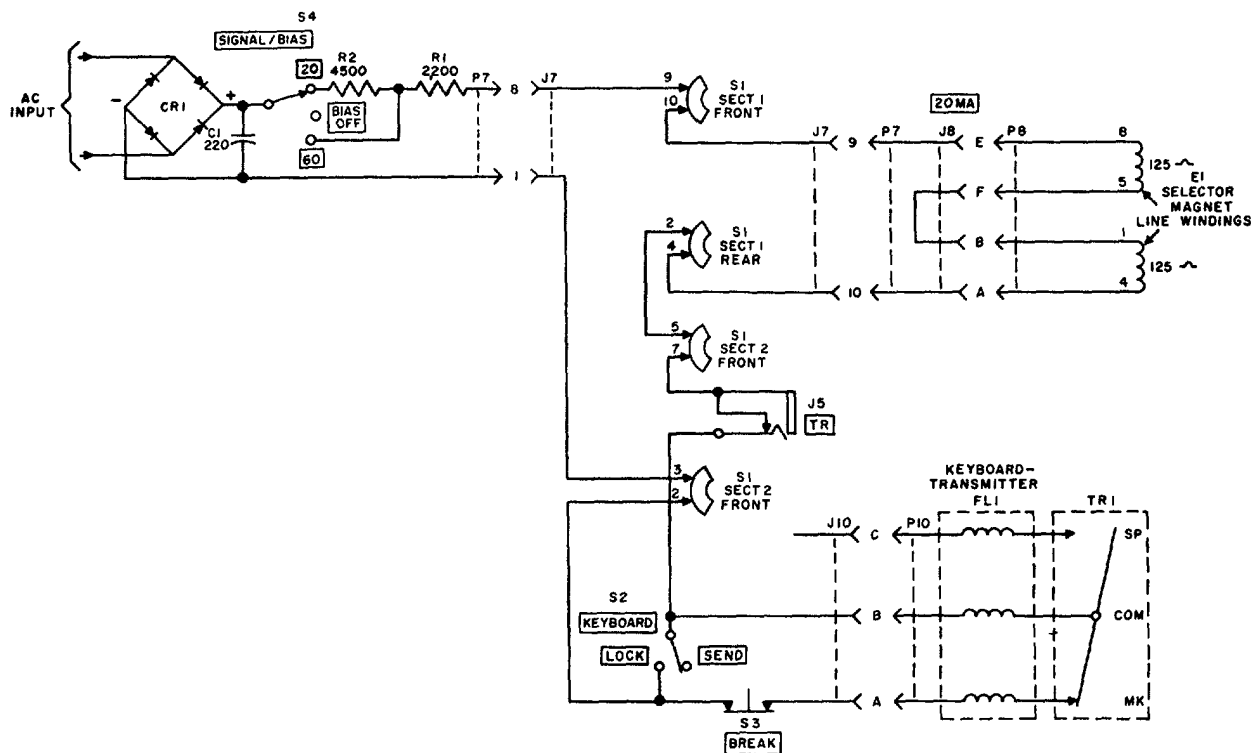 S4
SIGNAL/BIAS
AC
INPUT
CR1
-
+
C1
220
20
BIAS
OFF
60
R2
4500
R1
2,200
P7
8
J7
1
9
10
S1
SECT 1
FRONT
20MA
J7
9
P7
J8
E
P8
8
125
5
F
E1
SELECTOR
MAGNET
LINE WINDINGS
B
1
125
10
A
4
2
4
S1
SECT 1
REAR
5
7
S1
SECT 2
FRONT
J5
TR
3
2
S1
SECT 2
FRONT
KEYBOARD-
TRANSMITTER
FL1
TR1
J10
C
P10
SP
S2
KEYBOARD
B
COM
LOCK
SEND
A
MK
S3
BREAK